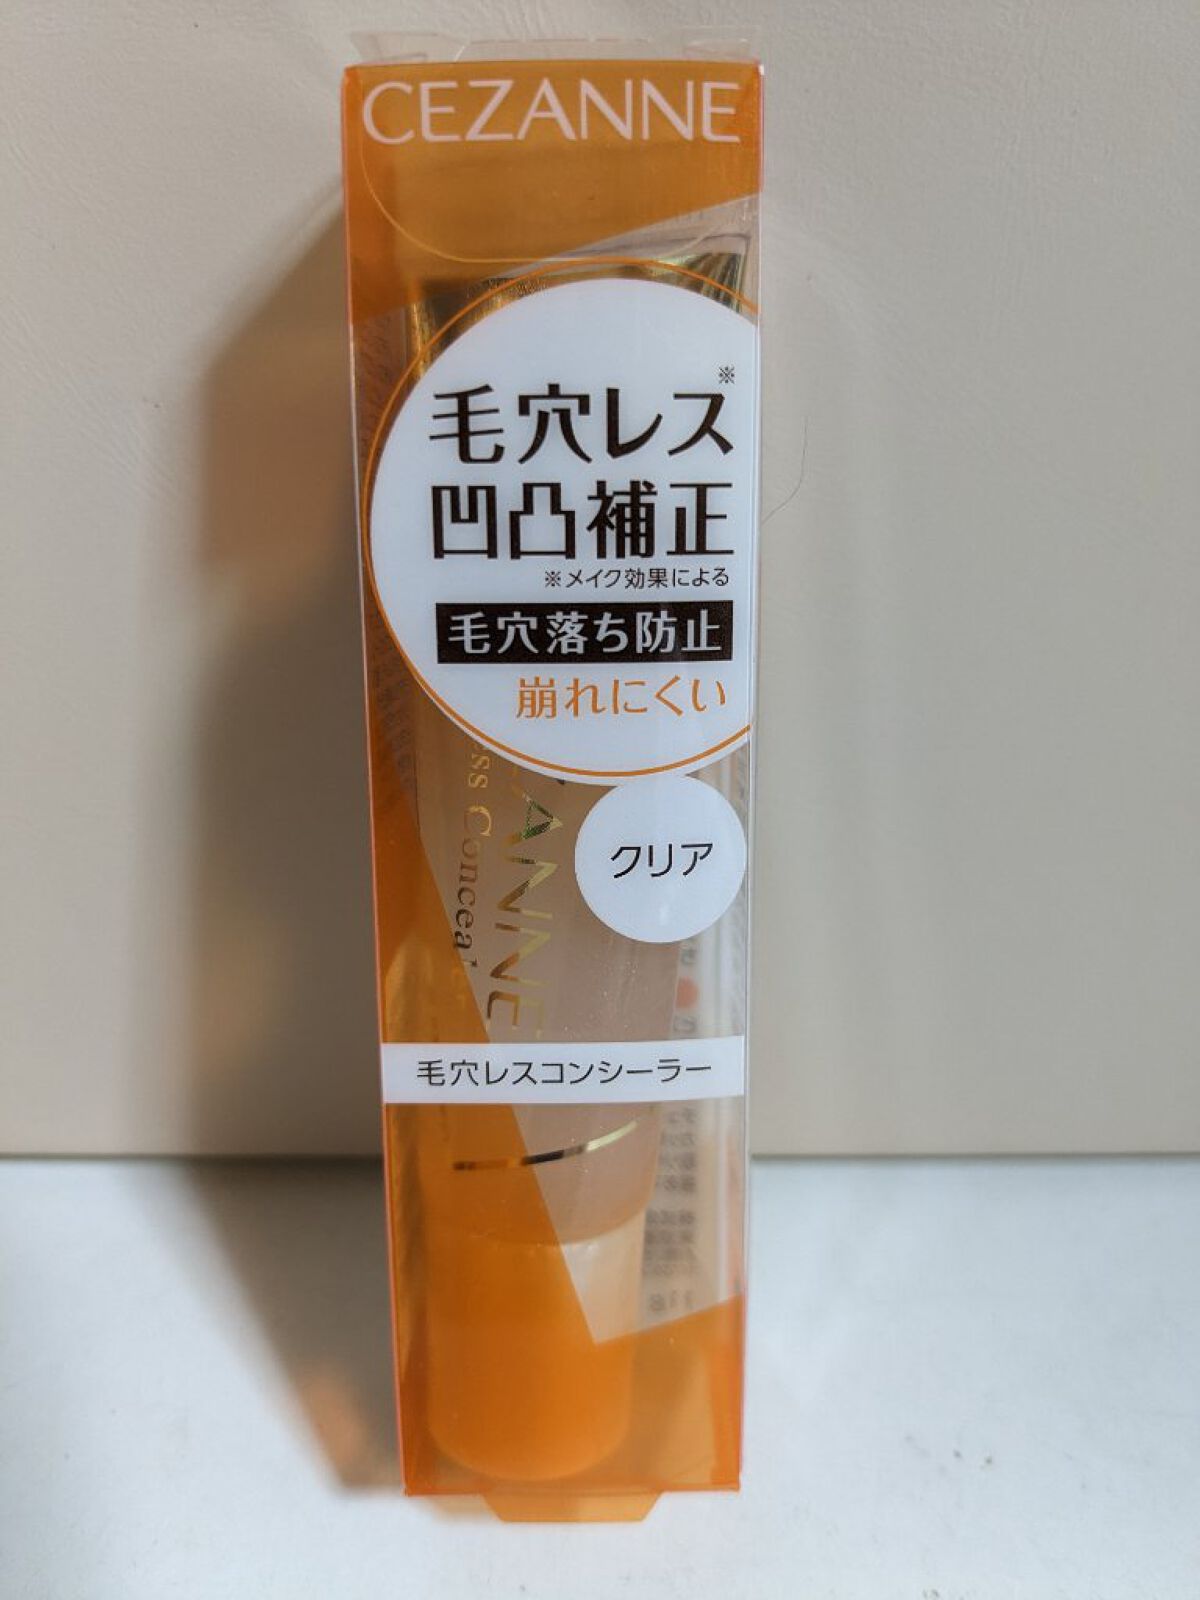 CEZANNE
毛穴レス※
凹凸補正
※メイク効果による
毛穴落ち防止
崩れにくい
クリア
毛穴レスコンシーラー